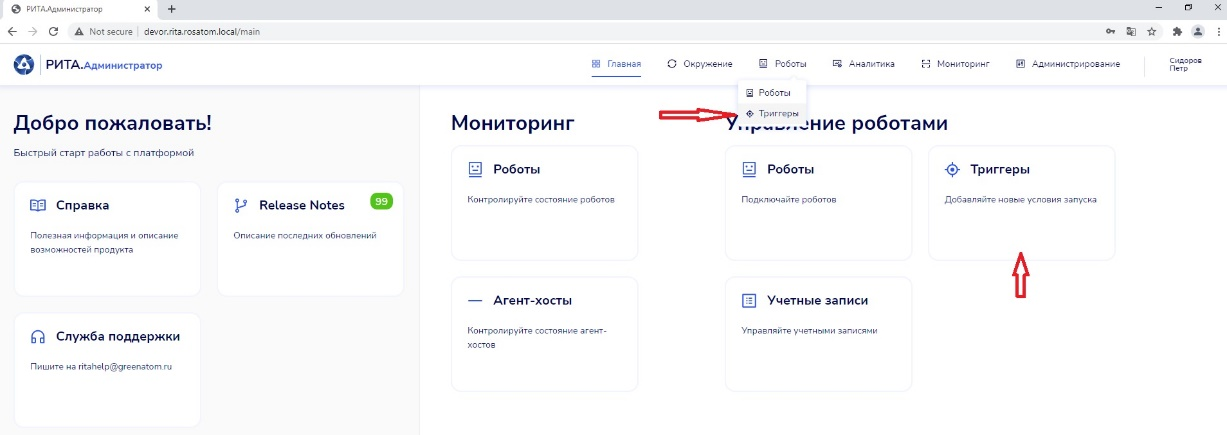 РИТА.Администратор
Not secure | devor.rita.rosatom.local/main
РИТА.Администратор
Главная
Окружение
Роботы
Аналитика
Мониторинг
Администрирование
Сидоров
Петр
Роботы
Триггеры
Добро пожаловать!
Быстрый старт работы с платформой
Справка
Полезная информация и описание
возможностей продукта
Release Notes
99
Описание последних обновлений
Служба поддержки
Пишите на ritahelp@greenatom.ru
Мониторинг
Роботы
Контролируйте состояние роботов
Агент-хосты
Контролируйте состояние агент-
хостов
Управление роботами
Роботы
Подключайте роботов
Триггеры
Добавляйте новые условия запуска
Учетные записи
Управляйте учетными записями